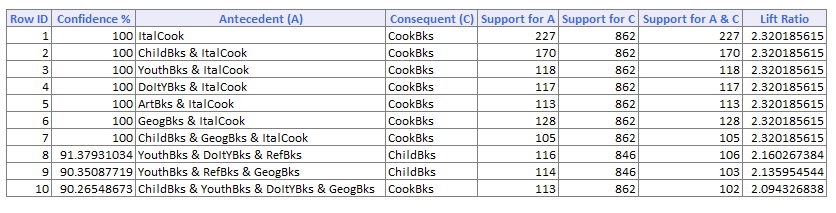 Row ID Confidence % Antecedent (A) Consequent (C) Support for A Support for C Support for A & C Lift Ratio
1 100 ItalCook CookBks 227 862 227 2.320185615
2 100 ChildBks & ItalCook CookBks 170 862 170 2.320185615
3 100 YouthBks & ItalCook CookBks 118 862 118 2.320185615
4 100 DoItYBks & ItalCook CookBks 117 862 117 2.320185615
5 100 ArtBks & ItalCook CookBks 113 862 113 2.320185615
6 100 GeogBks & ItalCook CookBks 128 862 128 2.320185615
7 100 ChildBks & GeogBks & ItalCook CookBks 105 862 105 2.320185615
8 91.37931034 YouthBks & DoItYBks & RefBks ChildBks 116 846 106 2.160267384
9 90.35087719 YouthBks & RefBks & GeogBks ChildBks 114 846 103 2.135954544
10 90.26548673 ChildBks & YouthBks & DoItYBks & GeogBks CookBks 113 862 102 2.094326838